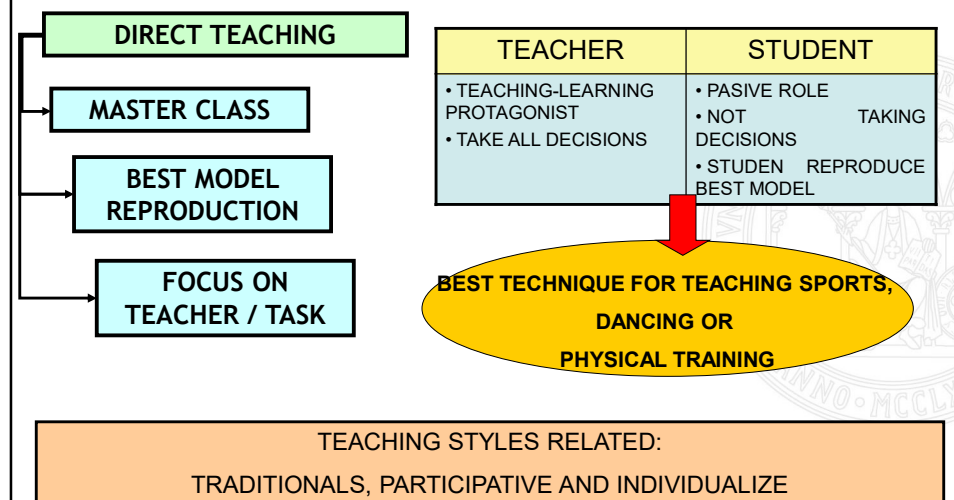 DIRECT TEACHING
MASTER CLASS
BEST MODEL
REPRODUCTION
FOCUS ON
TEACHER / TASK
TEACHER
STUDENT
• TEACHING-LEARNING
PROTAGONIST
• TAKE ALL DECISIONS
• PASIVE ROLE
• NOT TAKING
DECISIONS
• STUDEN REPRODUCE
BEST MODEL
BEST TECHNIQUE FOR TEACHING SPORTS,
DANCING OR
PHYSICAL TRAINING
TEACHING STYLES RELATED:
TRADITIONALS, PARTICIPATIVE AND INDIVIDUALIZE